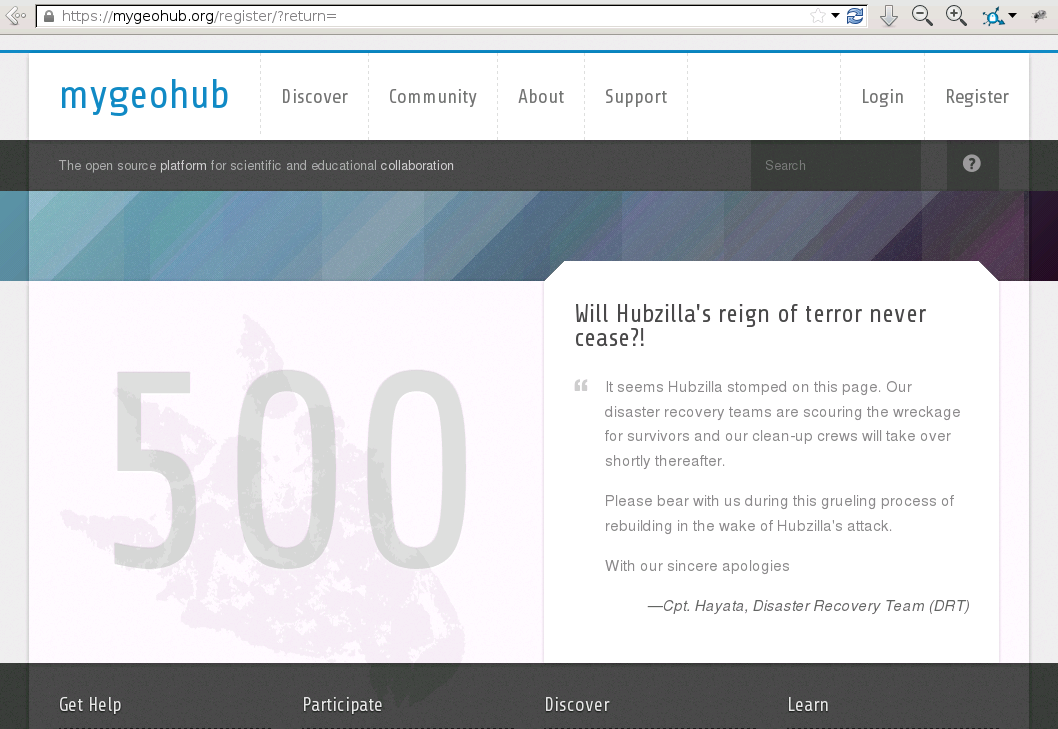 https://mygeohub.org/register/?return=
mygeohub
Discover
Community
About
Support
Login
Register
The open source platform for scientific and educational collaboration
Search
?
500
Will Hubzilla's reign of terror never
cease?!
“
It seems Hubzilla stomped on this page. Our
disaster recovery teams are scouring the wreckage
for survivors and our clean-up crews will take over
shortly thereafter.
Please bear with us during this grueling process of
rebuilding in the wake of Hubzilla's attack.
With our sincere apologies
—Cpt. Hayata, Disaster Recovery Team (DRT)
Get Help
Participate
Discover
Learn